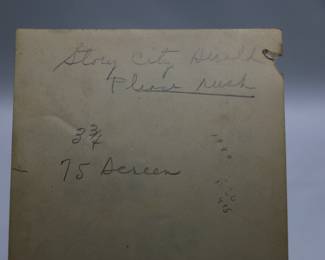 Story City Herald
Please rush
3 3/4
75 Screen